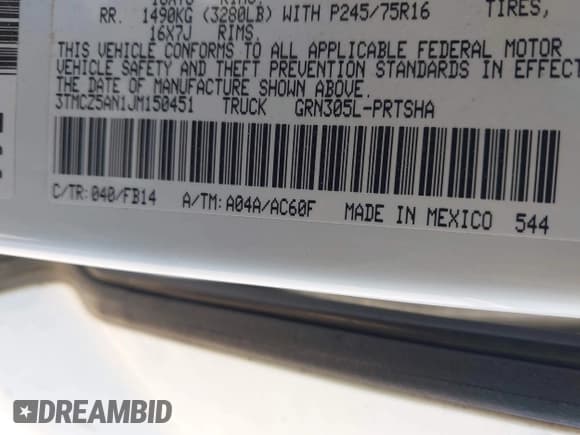 RR. 1490KG (3280LB) WITH P245/75R16 TIRES,
16X7J RIMS.
THIS VEHICLE CONFORMS TO ALL APPLICABLE FEDERAL MOTOR
VEHICLE SAFETY AND THEFT PREVENTION STANDARDS IN EFFECT
THE DATE OF MANUFACTURE SHOWN ABOVE.
3TMCZ5AN1JM150451 TRUCK GRN305L-PRTSHA
C/TR: 040/FB14 A/TM: A04A/AC60F MADE IN MEXICO 544
DREAMBID